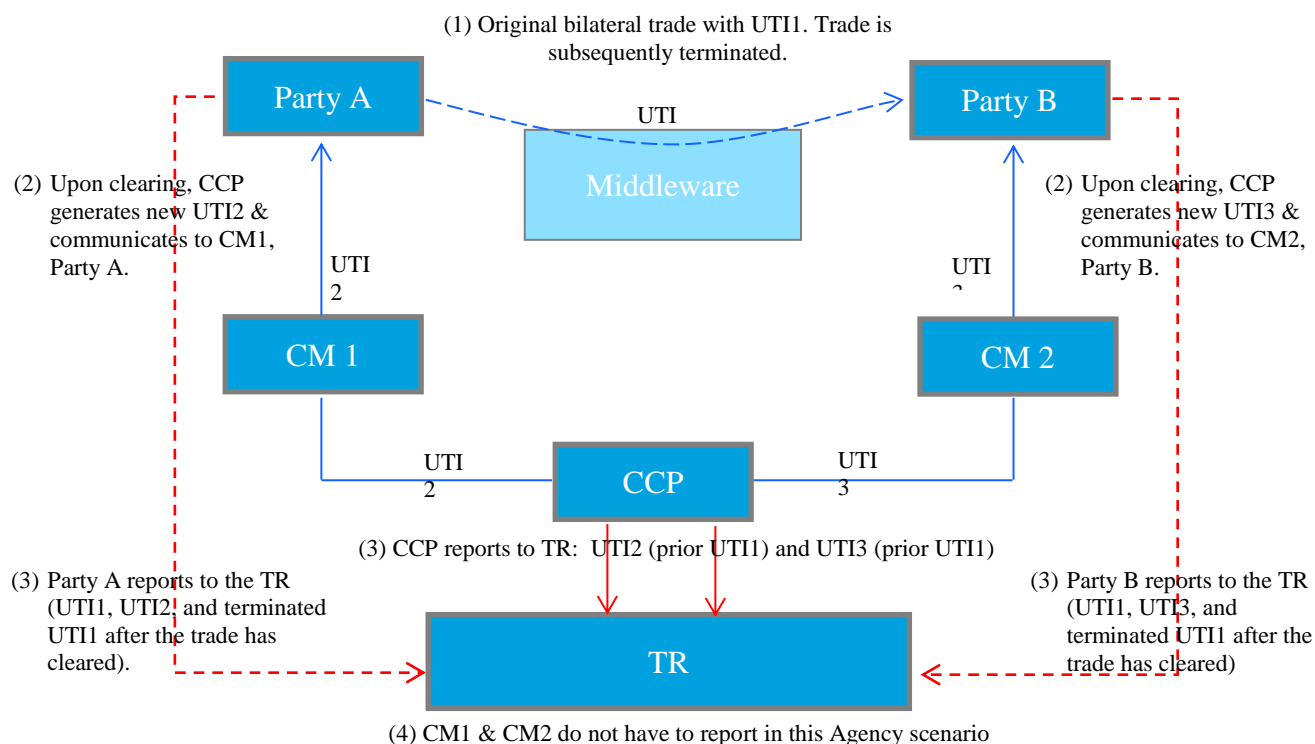 (1) Original bilateral trade with UTI1. Trade is
subsequently terminated.
Party A
UTI
Party B
Middleware
(2) Upon clearing, CCP
generates new UTI2 &
communicates to CM1,
Party A.
(2) Upon clearing, CCP
generates new UTI3 &
communicates to CM2,
Party B.
UTI
2
UTI
CM 1
CM 2
UTI
2
CCP
UTI
3
(3) CCP reports to TR: UTI2 (prior UTI1) and UTI3 (prior UTI1)
(3) Party A reports to the TR
(UTI1, UTI2, and terminated
UTI1 after the trade has
cleared).
(3) Party B reports to the TR
(UTI1, UTI3, and
terminated UTI1 after the
trade has cleared)
TR
(4) CM1 & CM2 do not have to report in this Agency scenario